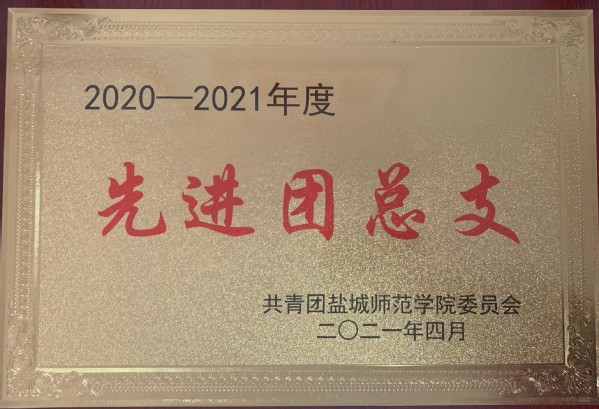 2020—2021年度
先进团总支
共青团盐城师范学院委员会
二〇二一年四月